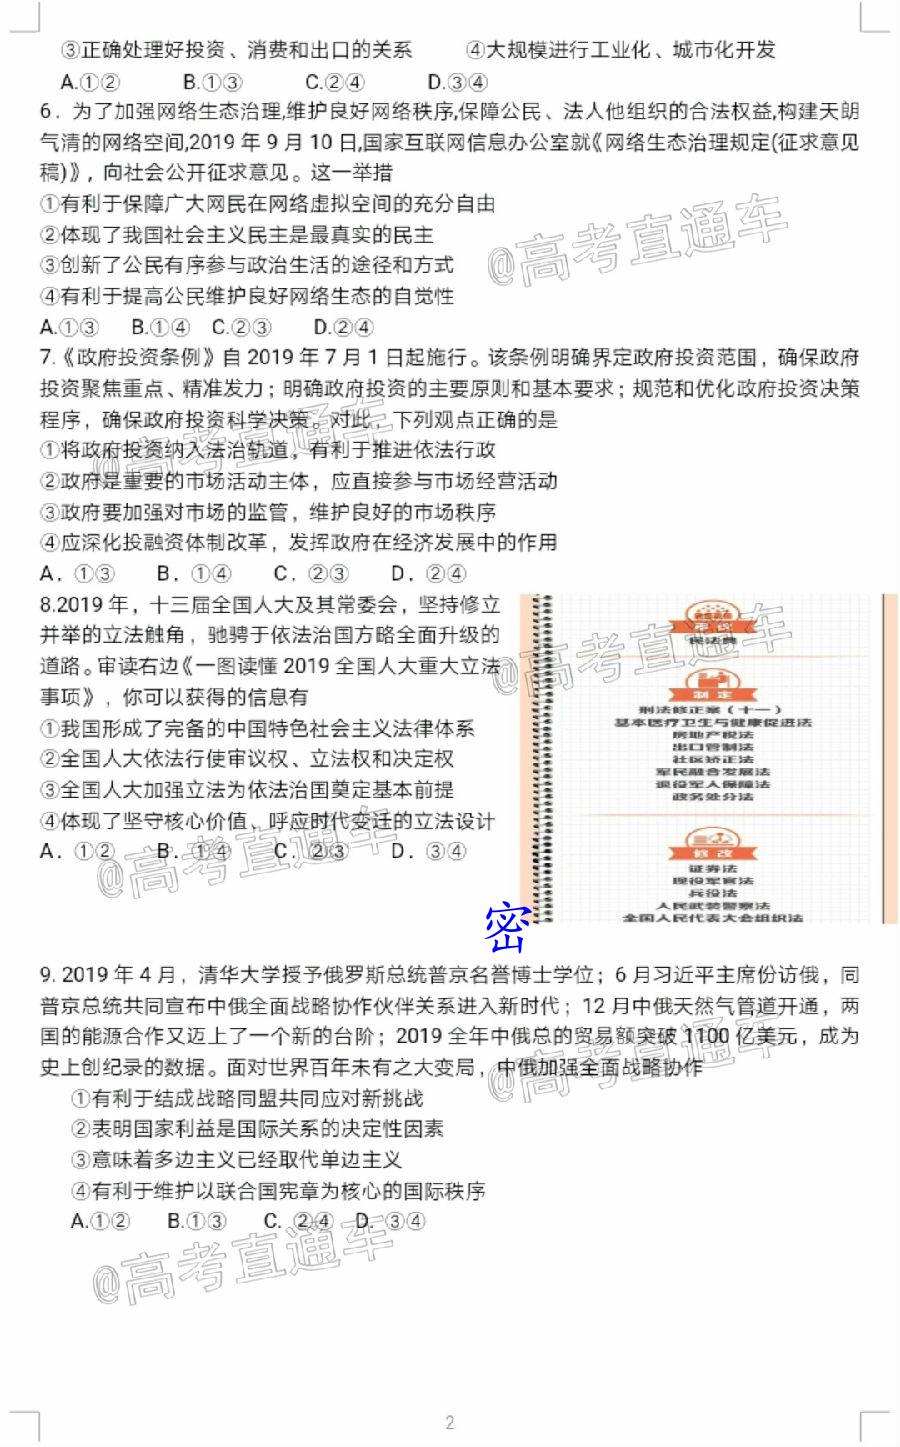 ③正确处理好投资、消费和出口的关系 ④大规模进行工业化、城市化开发
A.①② B.①③ C.②④ D.③④
6. 为了加强网络生态治理,维护良好网络秩序,保障公民、法人他组织的合法权益,构建天朗
气清的网络空间,2019 年 9 月 10 日,国家互联网信息办公室就《网络生态治理规定(征求意见
稿)》, 向社会公开征求意见。这一举措
①有利于保障广大网民在网络虚拟空间的充分自由
②体现了我国社会主义民主是最真实的民主
③创新了公民有序参与政治生活的途径和方式
④有利于提高公民维护良好网络生态的自觉性
A.①③ B.①④ C.②③ D.②④
7.《政府投资条例》自 2019 年 7 月 1 日起施行。该条例明确界定政府投资范围，确保政府
投资聚焦重点、精准发力；明确政府投资的主要原则和基本要求；规范和优化政府投资决策
程序，确保政府投资科学决策。对此，下列观点正确的是
①将政府投资纳入法治轨道，有利于推进依法行政
②政府是重要的市场活动主体，应直接参与市场经营活动
③政府要加强对市场的监管，维护良好的市场秩序
④应深化投融资体制改革，发挥政府在经济发展中的作用
A．①③ B．①④ C．②③ D．②④
8.2019 年，十三届全国人大及其常委会，坚持修立
并举的立法触角，驰骋于依法治国方略全面升级的
道路。审读右边《一图读懂 2019 全国人大重大立法
事项》，你可以获得的信息有
①我国形成了完备的中国特色社会主义法律体系
②全国人大依法行使审议权、立法权和决定权
③全国人大加强立法为依法治国奠定基本前提
④体现了坚守核心价值、呼应时代变迁的立法设计
A．①② B．①④ C．②③ D．③④
审议
民法典
制定
刑法修正案（十一）
基本医疗卫生与健康促进法
房地产税法
出口管制法
社区矫正法
军民融合发展法
退役军人保障法
政务处分法
修改
证券法
现役军官法
兵役法
人民武装警察法
全国人民代表大会组织法
密
9. 2019 年 4 月，清华大学授予俄罗斯总统普京名誉博士学位；6 月习近平主席份访俄，同
普京总统共同宣布中俄全面战略协作伙伴关系进入新时代；12 月中俄天然气管道开通，两
国的能源合作又迈上了一个新的台阶；2019 全年中俄总的贸易额突破 1100 亿美元，成为
史上创纪录的数据。面对世界百年未有之大变局，中俄加强全面战略协作
①有利于结成战略同盟共同应对新挑战
②表明国家利益是国际关系的决定性因素
③意味着多边主义已经取代单边主义
④有利于维护以联合国宪章为核心的国际秩序
A.①② B.①③ C. ②④ D. ③④
@高考直通车
@高考直通车
@高考直通车
@高考直通车
@高考直通车
@高考直通车
2